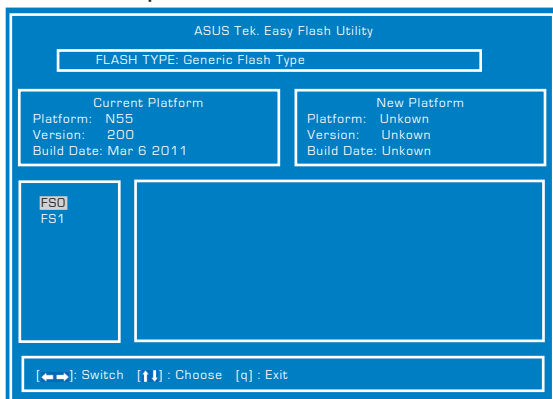 ASUS Tek. Easy Flash Utility
FLASH TYPE: Generic Flash Type
Current Platform
Platform: N55
Version: 200
Build Date: Mar 6 2011
New Platform
Platform: Unkown
Version: Unkown
Build Date: Unkown
FS0
FS1
[←→]: Switch [↑↓] : Choose [q] : Exit